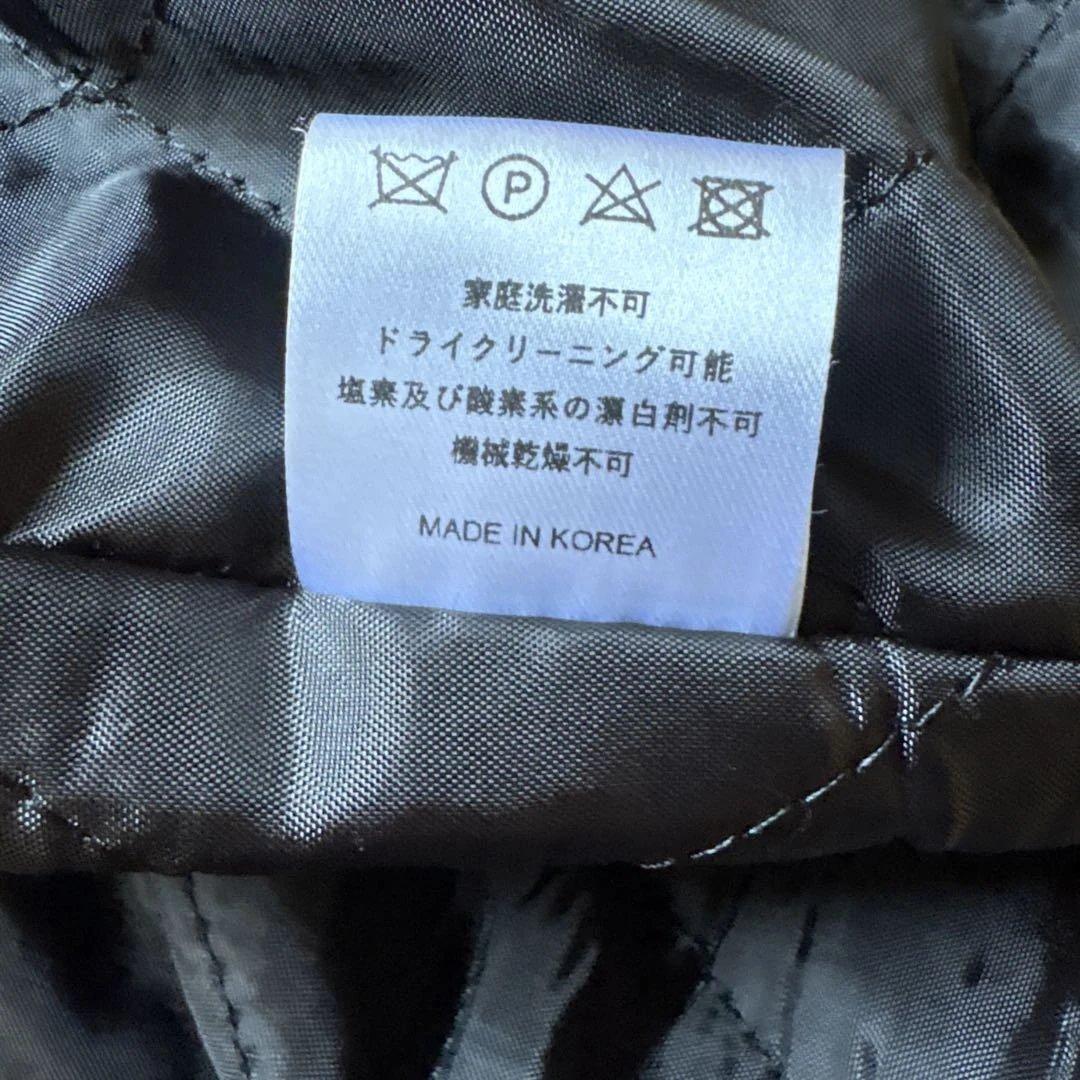 P
家庭洗濯不可
ドライクリーニング可能
塩素及び酸素系の漂白剤不可
機械乾燥不可
MADE IN KOREA